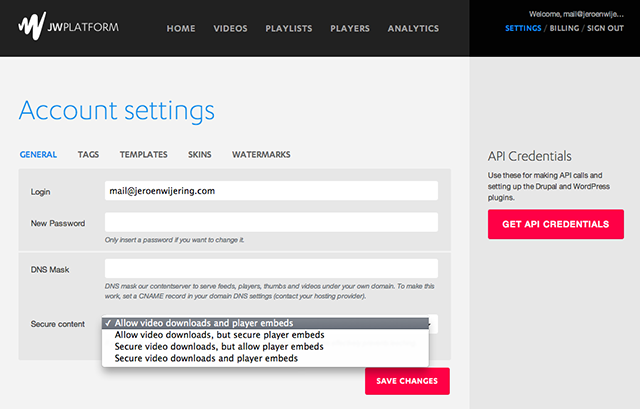 JWPLATFORM
HOME VIDEOS PLAYLISTS PLAYERS ANALYTICS
Welcome, mail@jeroenwije...
SETTINGS / BILLING / SIGN OUT
Account settings
GENERAL TAGS TEMPLATES SKINS WATERMARKS
Login mail@jeroenwijering.com
New Password
Only insert a password if you want to change it.
DNS Mask
DNS mask our contentserver to serve feeds, players, thumbs and videos under your own domain. To make this
work, set a CNAME record in your domain DNS settings (contact your hosting provider).
Secure content ✓ Allow video downloads and player embeds
Allow video downloads, but secure player embeds
Secure video downloads, but allow player embeds
Secure video downloads and player embeds
SAVE CHANGES
API Credentials
Use these for making API calls and
setting up the Drupal and WordPress
plugins.
GET API CREDENTIALS